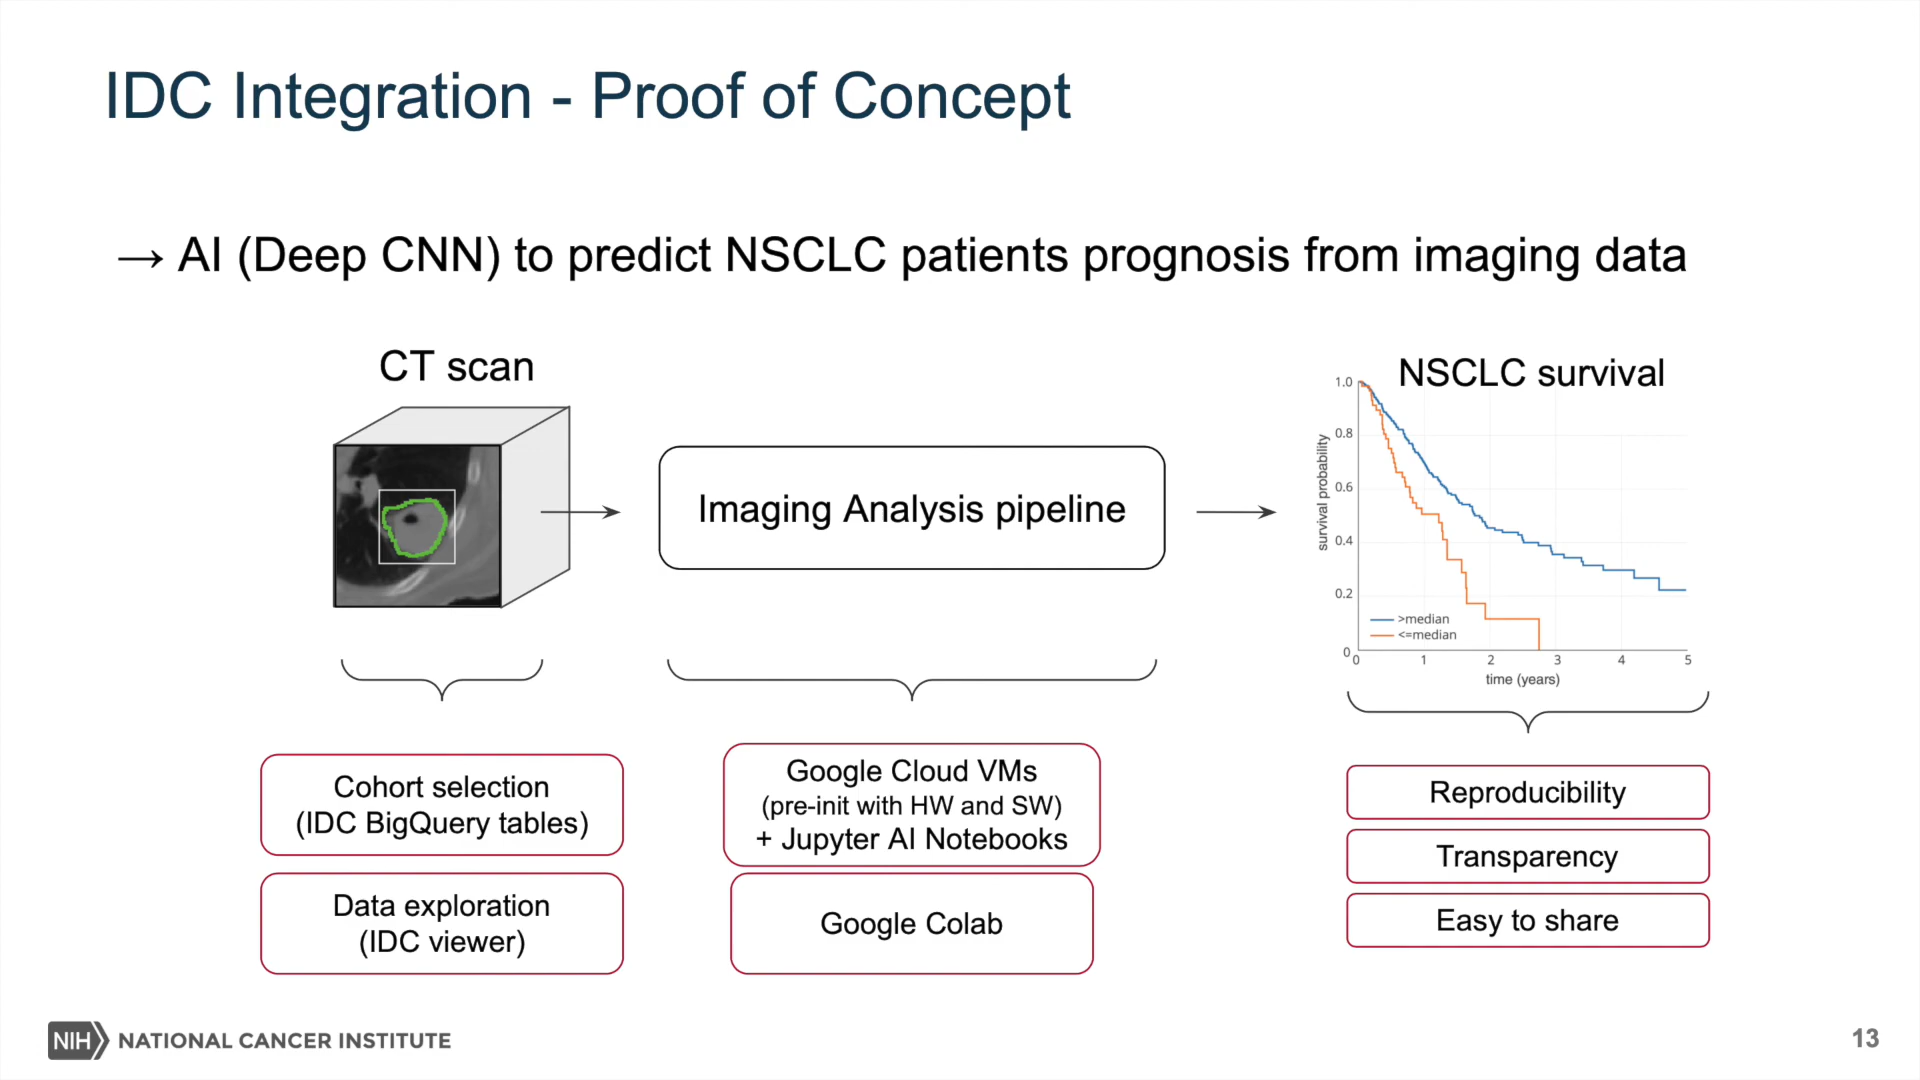 IDC Integration - Proof of Concept
→ AI (Deep CNN) to predict NSCLC patients prognosis from imaging data
CT scan
Imaging Analysis pipeline
NSCLC survival
1.0
0.8
0.6
0.4
0.2
0
survival probability
>median
<=median
0 1 2 3 4 5
time (years)
Cohort selection
(IDC BigQuery tables)
Data exploration
(IDC viewer)
Google Cloud VMs
(pre-init with HW and SW)
+ Jupyter AI Notebooks
Google Colab
Reproducibility
Transparency
Easy to share
NIH NATIONAL CANCER INSTITUTE
13